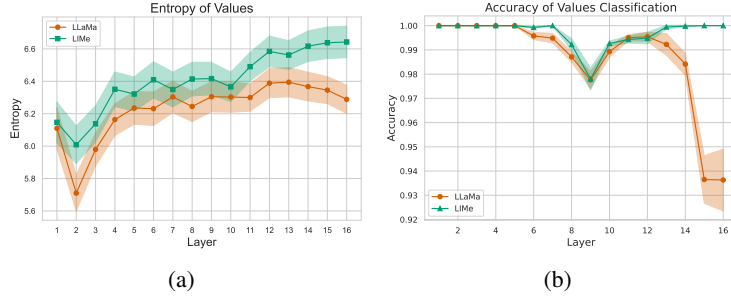 Entropy of Values
LLaMa
LIMe
Entropy
6.6
6.4
6.2
6.0
5.8
5.6
1 2 3 4 5 6 7 8 9 10 11 12 13 14 15 16
Layer
(a)
Accuracy of Values Classification
Accuracy
1.00
0.99
0.98
0.97
0.96
0.95
0.94
0.93
0.92
LLaMa
LIMe
2 4 6 8 10 12 14 16
Layer
(b)